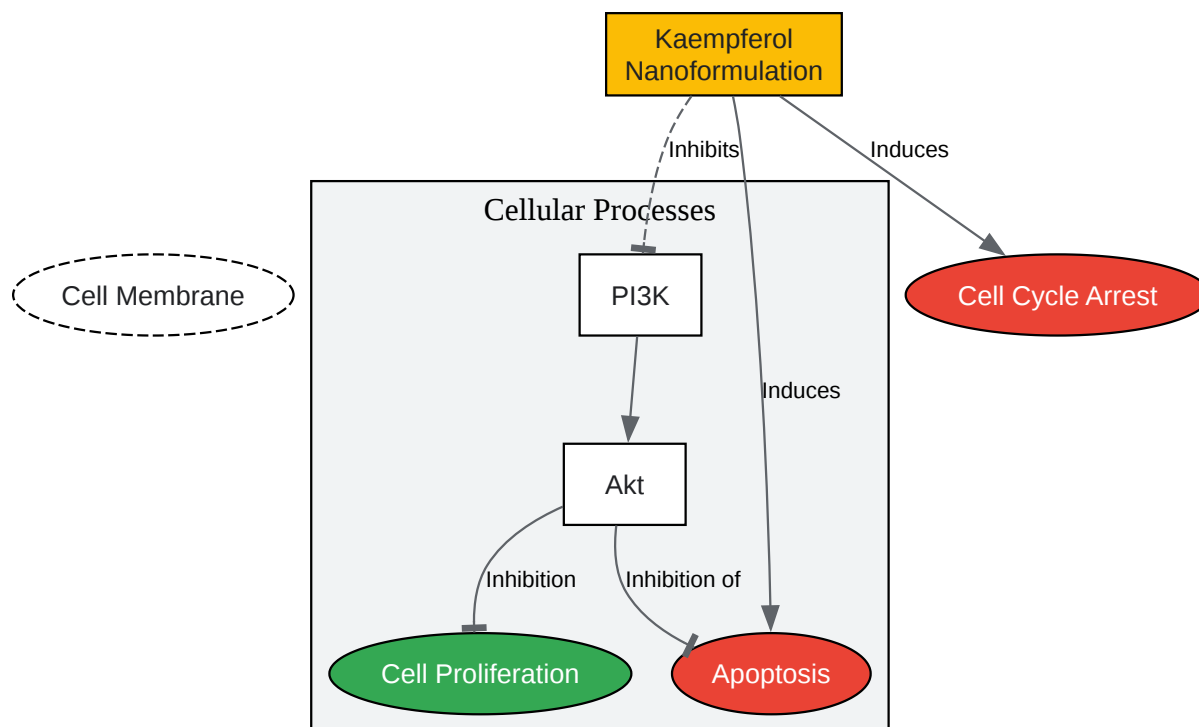 Kaempferol
Nanoformulation
Inhibits
Induces
Cellular Processes
Cell Membrane
PI3K
Cell Cycle Arrest
Induces
Akt
Inhibition
Inhibition of
Cell Proliferation
Apoptosis